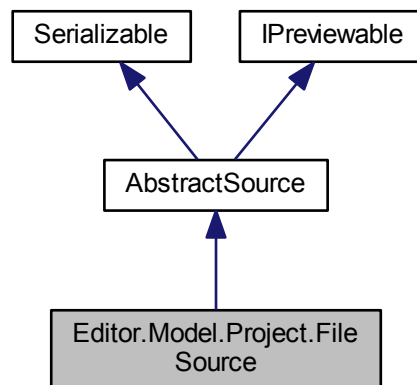 Serializable
IPreviewable
AbstractSource
Editor.Model.Project.File
Source